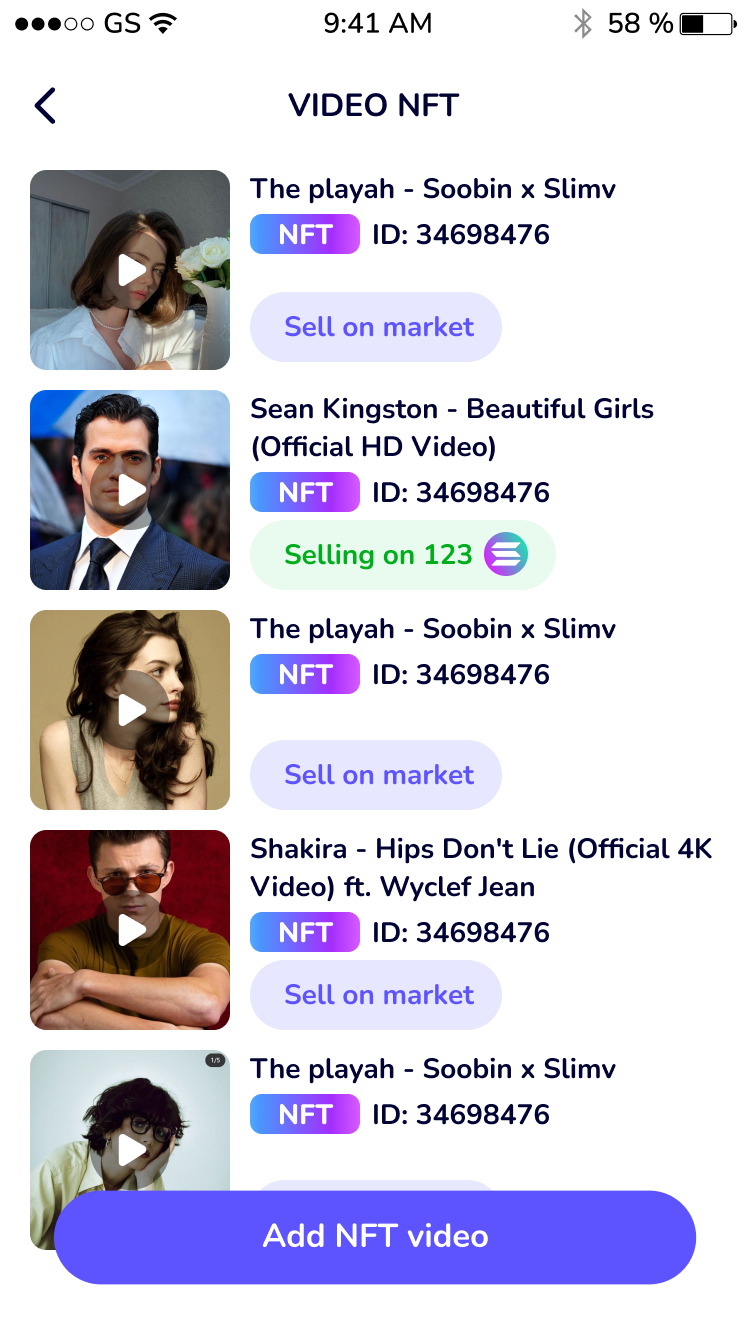 GS 9:41 AM 58 %
VIDEO NFT
The playah - Soobin x Slimv
NFT ID: 34698476
Sell on market
Sean Kingston - Beautiful Girls
(Official HD Video)
NFT ID: 34698476
Selling on 123
The playah - Soobin x Slimv
NFT ID: 34698476
Sell on market
Shakira - Hips Don't Lie (Official 4K
Video) ft. Wyclef Jean
NFT ID: 34698476
Sell on market
1/5
The playah - Soobin x Slimv
NFT ID: 34698476
Add NFT video